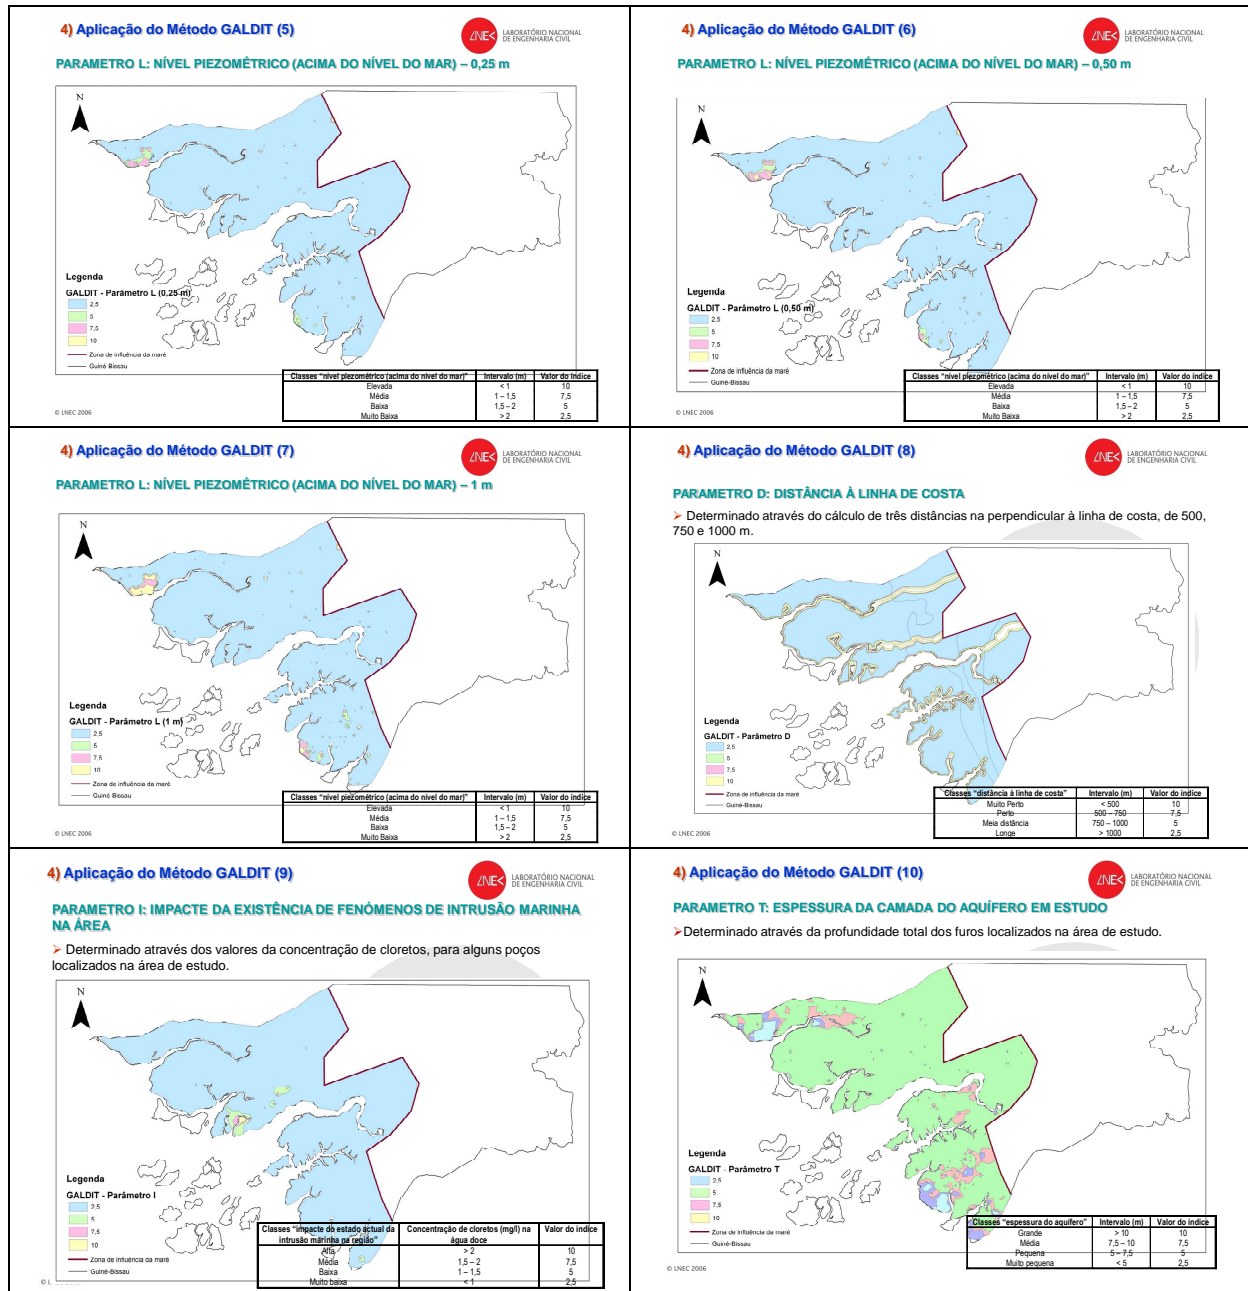 4) Aplicação do Método GALDIT (5)
LABORATÓRIO NACIONAL
DE ENGENHARIA CIVIL
PARAMETRO L: NÍVEL PIEZOMÉTRICO (ACIMA DO NÍVEL DO MAR) – 0,25 m
N
Legenda
GALDIT - Parâmetro L (0,25 m)
2,5
5
7,5
10
Zona de influência da maré
Guiné-Bissau
Classes “nível piezométrico (acima do nível do mar)” Intervalo (m) Valor do índice
Elevada < 1 10
Média 1 – 1,5 7,5
Baixa 1,5 – 2 5
Muito Baixa > 2 2,5
© LNEC 2006
4) Aplicação do Método GALDIT (6)
LABORATÓRIO NACIONAL
DE ENGENHARIA CIVIL
PARAMETRO L: NÍVEL PIEZOMÉTRICO (ACIMA DO NÍVEL DO MAR) – 0,50 m
N
Legenda
GALDIT - Parâmetro L (0,50 m)
2,5
5
7,5
10
Zona de influência da maré
Guiné-Bissau
Classes “nível piezométrico (acima do nível do mar)” Intervalo (m) Valor do índice
Elevada < 1 10
Média 1 – 1,5 7,5
Baixa 1,5 – 2 5
Muito Baixa > 2 2,5
© LNEC 2006
4) Aplicação do Método GALDIT (7)
LABORATÓRIO NACIONAL
DE ENGENHARIA CIVIL
PARAMETRO L: NÍVEL PIEZOMÉTRICO (ACIMA DO NÍVEL DO MAR) – 1 m
N
Legenda
GALDIT - Parâmetro L (1 m)
2,5
5
7,5
10
Zona de influência da maré
Guiné Bissau
Classes “nível piezométrico (acima do nível do mar)” Intervalo (m) Valor do índice
Elevada < 1 10
Média 1 – 1,5 7,5
Baixa 1,5 – 2 5
Muito Baixa > 2 2,5
© LNEC 2006
4) Aplicação do Método GALDIT (8)
LABORATÓRIO NACIONAL
DE ENGENHARIA CIVIL
PARAMETRO D: DISTÂNCIA À LINHA DE COSTA
➢ Determinado através do cálculo de três distâncias na perpendicular à linha de costa, de 500,
750 e 1000 m.
N
Legenda
GALDIT - Parâmetro D
2,5
5
7,5
10
Zona de influência da maré
Guiné-Bissau
Classes “distância à linha de costa” Intervalo (m) Valor do índice
Muito Perto < 500 10
Perto 500 – 750 7,5
Meia distância 750 – 1000 5
Longe > 1000 2,5
© LNEC 2006
4) Aplicação do Método GALDIT (9)
LABORATÓRIO NACIONAL
DE ENGENHARIA CIVIL
PARAMETRO I: IMPACTE DA EXISTÊNCIA DE FENÓMENOS DE INTRUSÃO MARINHA
NA ÁREA
➢ Determinado através dos valores da concentração de cloretos, para alguns poços
localizados na área de estudo.
N
Legenda
GALDIT - Parâmetro I
2,5
5
7,5
10
Zona de influência da maré
Guiné-Bissau
Classes “impacte do estado actual da intrusão marinha na região” Concentração de cloretos (mg/l) na água doce Valor do índice
Alta > 2 10
Média 1,5 – 2 7,5
Baixa 1 – 1,5 5
Muito baixa < 1 2,5
© L
4) Aplicação do Método GALDIT (10)
LABORATÓRIO NACIONAL
DE ENGENHARIA CIVIL
PARAMETRO T: ESPESSURA DA CAMADA DO AQUÍFERO EM ESTUDO
➢Determinado através da profundidade total dos furos localizados na área de estudo.
N
Legenda
GALDIT - Parâmetro T
2,5
5
7,5
10
Zona de influência da maré
Guiné-Bissau
Classes “espessura do aquífero” Intervalo (m) Valor do índice
Grande > 10 10
Média 7,5 – 10 7,5
Pequena 5 – 7,5 5
Muito pequena < 5 2,5
© LNEC 2006